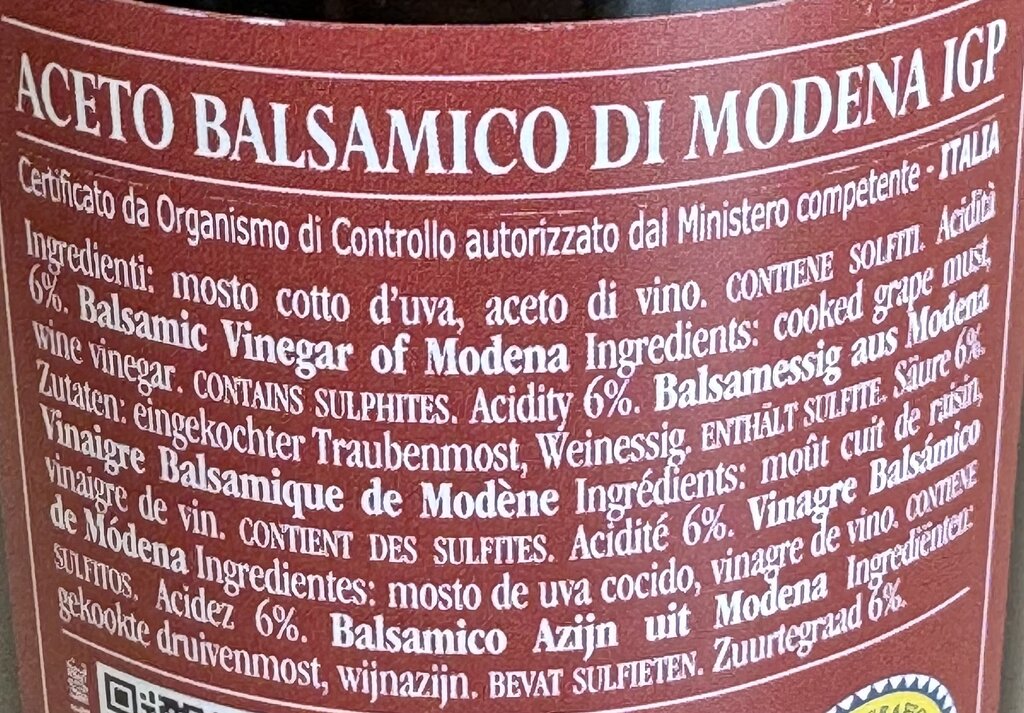 ACETO BALSAMICO DI MODENA IGP
Certificato da Organismo di Controllo autorizzato dal Ministero competente - ITALIA
Ingredienti: mosto cotto d'uva, aceto di vino. CONTIENE SOLFITI. Acidità
6%. Balsamic Vinegar of Modena Ingredients: cooked grape must,
wine vinegar. CONTAINS SULPHITES. Acidity 6%. Balsamessig aus Modena
Zutaten: eingekochter Traubenmost, Weinessig. ENTHÄLT SULFITE. Säure 6%.
Vinaigre Balsamique de Modène Ingrédients: moût cuit de raisin,
vinaigre de vin. CONTIENT DES SULFITES. Acidité 6%. Vinagre Balsámico
de Módena Ingredientes: mosto de uva cocido, vinagre de vino. CONTIENE
SULFITOS. Acidez 6%. Balsamico Azijn uit Modena Ingrediënten:
gekookte druivenmost, wijnazijn. BEVAT SULFIETEN. Zuurtegraad 6%.